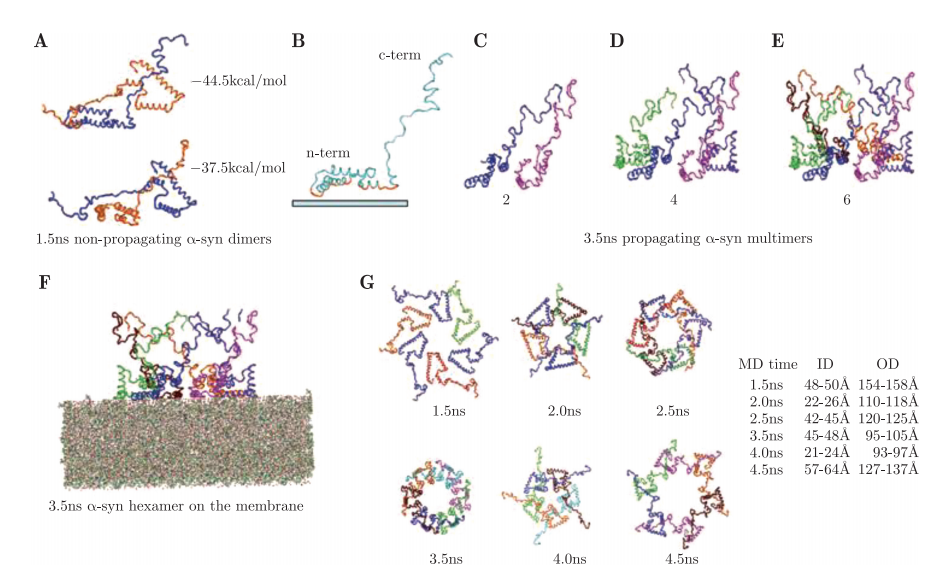 A
−44.5kcal/mol
−37.5kcal/mol
1.5ns non-propagating α-syn dimers
B
c-term
n-term
C
2
D
4
E
6
3.5ns propagating α-syn multimers
F
3.5ns α-syn hexamer on the membrane
G
1.5ns
2.0ns
2.5ns
3.5ns
4.0ns
4.5ns
MD time ID OD
1.5ns 48-50Å 154-158Å
2.0ns 22-26Å 110-118Å
2.5ns 42-45Å 120-125Å
3.5ns 45-48Å 95-105Å
4.0ns 21-24Å 93-97Å
4.5ns 57-64Å 127-137Å